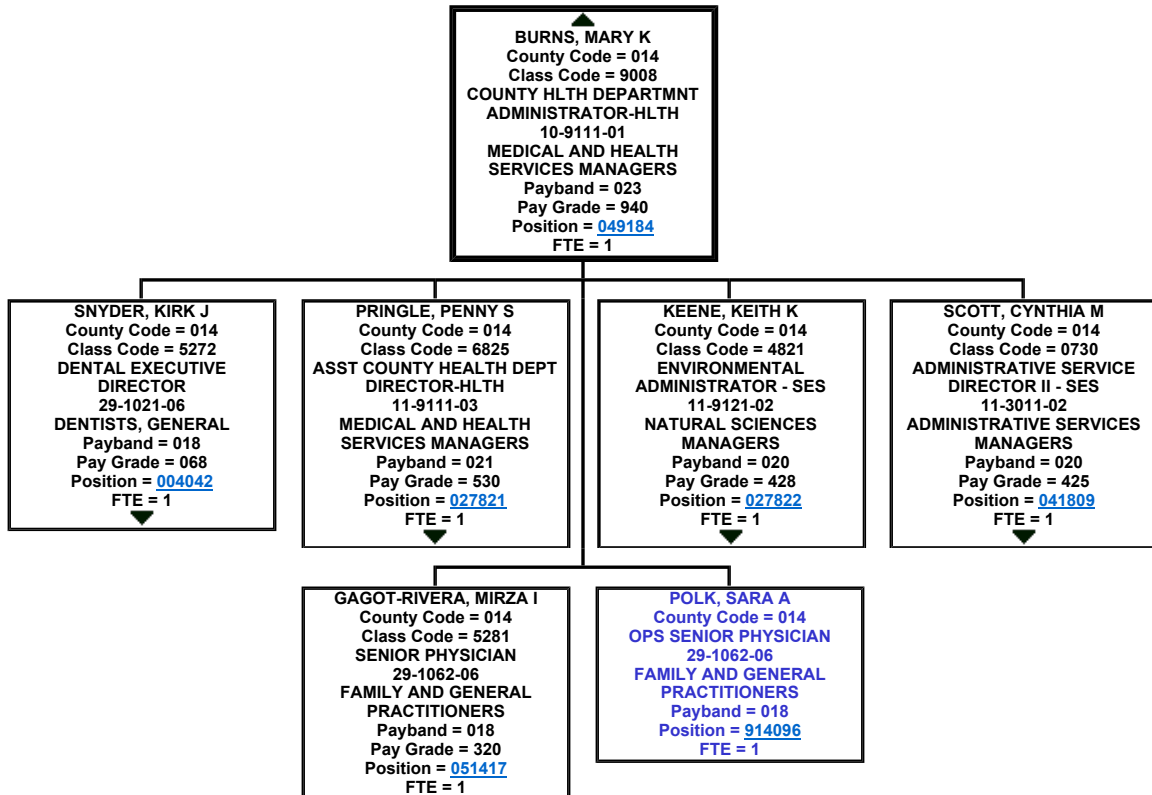 BURNS, MARY K
County Code = 014
Class Code = 9008
COUNTY HLTH DEPARTMNT
ADMINISTRATOR-HLTH
10-9111-01
MEDICAL AND HEALTH
SERVICES MANAGERS
Payband = 023
Pay Grade = 940
Position = 049184
FTE = 1
SNYDER, KIRK J
County Code = 014
Class Code = 5272
DENTAL EXECUTIVE
DIRECTOR
29-1021-06
DENTISTS, GENERAL
Payband = 018
Pay Grade = 068
Position = 004042
FTE = 1
PRINGLE, PENNY S
County Code = 014
Class Code = 6825
ASST COUNTY HEALTH DEPT
DIRECTOR-HLTH
11-9111-03
MEDICAL AND HEALTH
SERVICES MANAGERS
Payband = 021
Pay Grade = 530
Position = 027821
FTE = 1
KEENE, KEITH K
County Code = 014
Class Code = 4821
ENVIRONMENTAL
ADMINISTRATOR - SES
11-9121-02
NATURAL SCIENCES
MANAGERS
Payband = 020
Pay Grade = 428
Position = 027822
FTE = 1
SCOTT, CYNTHIA M
County Code = 014
Class Code = 0730
ADMINISTRATIVE SERVICE
DIRECTOR II - SES
11-3011-02
ADMINISTRATIVE SERVICES
MANAGERS
Payband = 020
Pay Grade = 425
Position = 041809
FTE = 1
GAGOT-RIVERA, MIRZA I
County Code = 014
Class Code = 5281
SENIOR PHYSICIAN
29-1062-06
FAMILY AND GENERAL
PRACTITIONERS
Payband = 018
Pay Grade = 320
Position = 051417
FTE = 1
POLK, SARA A
County Code = 014
OPS SENIOR PHYSICIAN
29-1062-06
FAMILY AND GENERAL
PRACTITIONERS
Payband = 018
Position = 914096
FTE = 1